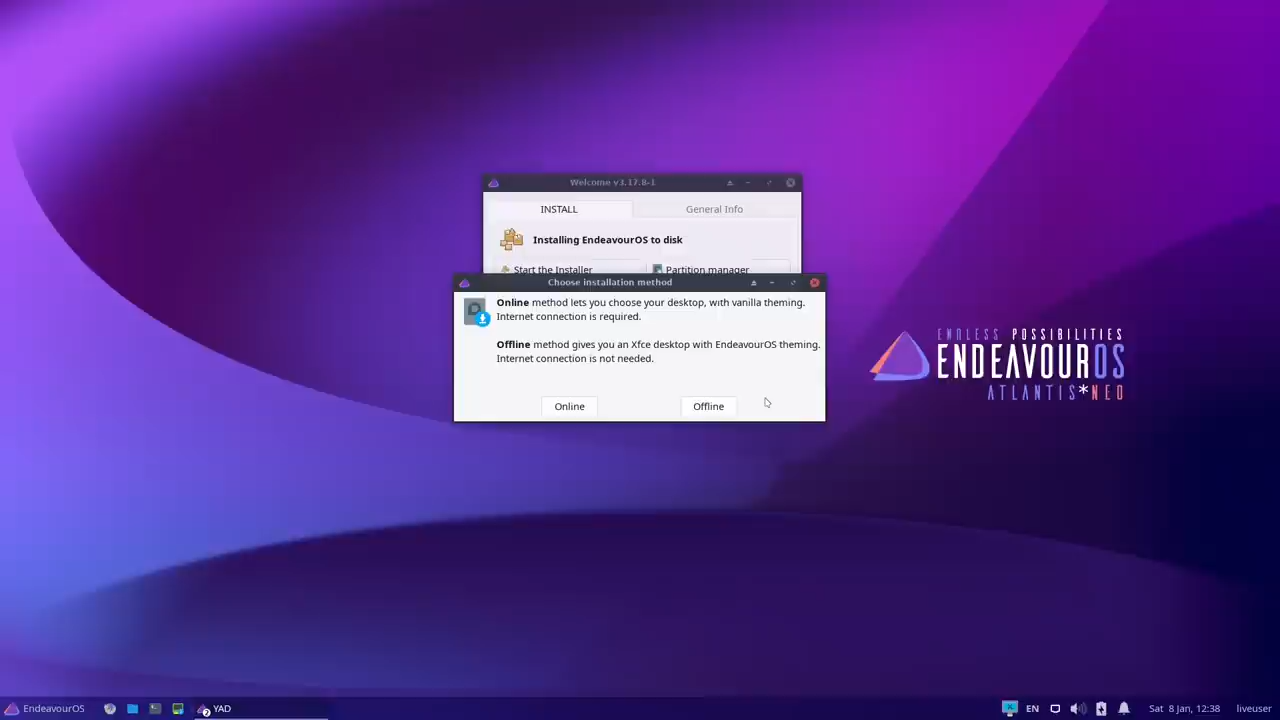 Welcome v3.17.8-1
INSTALL
General Info
Installing EndeavourOS to disk
Start the Installer
Partition manager
Choose installation method
Online method lets you choose your desktop, with vanilla theming.
Internet connection is required.
Offline method gives you an Xfce desktop with EndeavourOS theming.
Internet connection is not needed.
Online
Offline
ENDLESS POSSIBILITIES
ENDEAVOUROS
ATLANTIS*NEO
EndeavourOS
YAD
EN
Sat 8 Jan, 12:38
liveuser